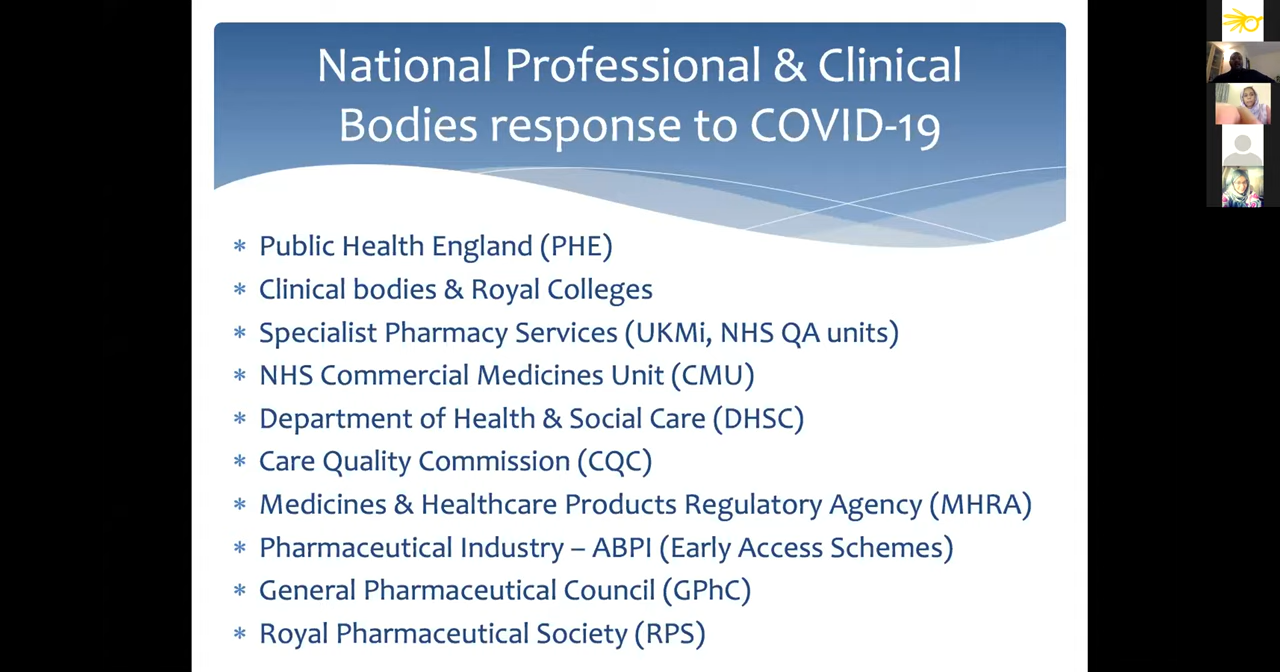 National Professional & Clinical
Bodies response to COVID-19
* Public Health England (PHE)
* Clinical bodies & Royal Colleges
* Specialist Pharmacy Services (UKMi, NHS QA units)
* NHS Commercial Medicines Unit (CMU)
* Department of Health & Social Care (DHSC)
* Care Quality Commission (CQC)
* Medicines & Healthcare Products Regulatory Agency (MHRA)
* Pharmaceutical Industry – ABPI (Early Access Schemes)
* General Pharmaceutical Council (GPhC)
* Royal Pharmaceutical Society (RPS)